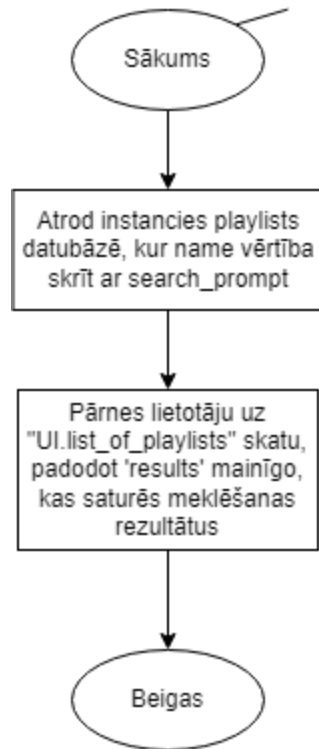 Sākums
Atrod instancies playlists
datubāzē, kur name vērtība
skrīt ar search_prompt
Pārnes lietotāju uz
"UI.list_of_playlists" skatu,
padodot 'results' mainīgo,
kas saturēs meklēšanas
rezultātus
Beigas